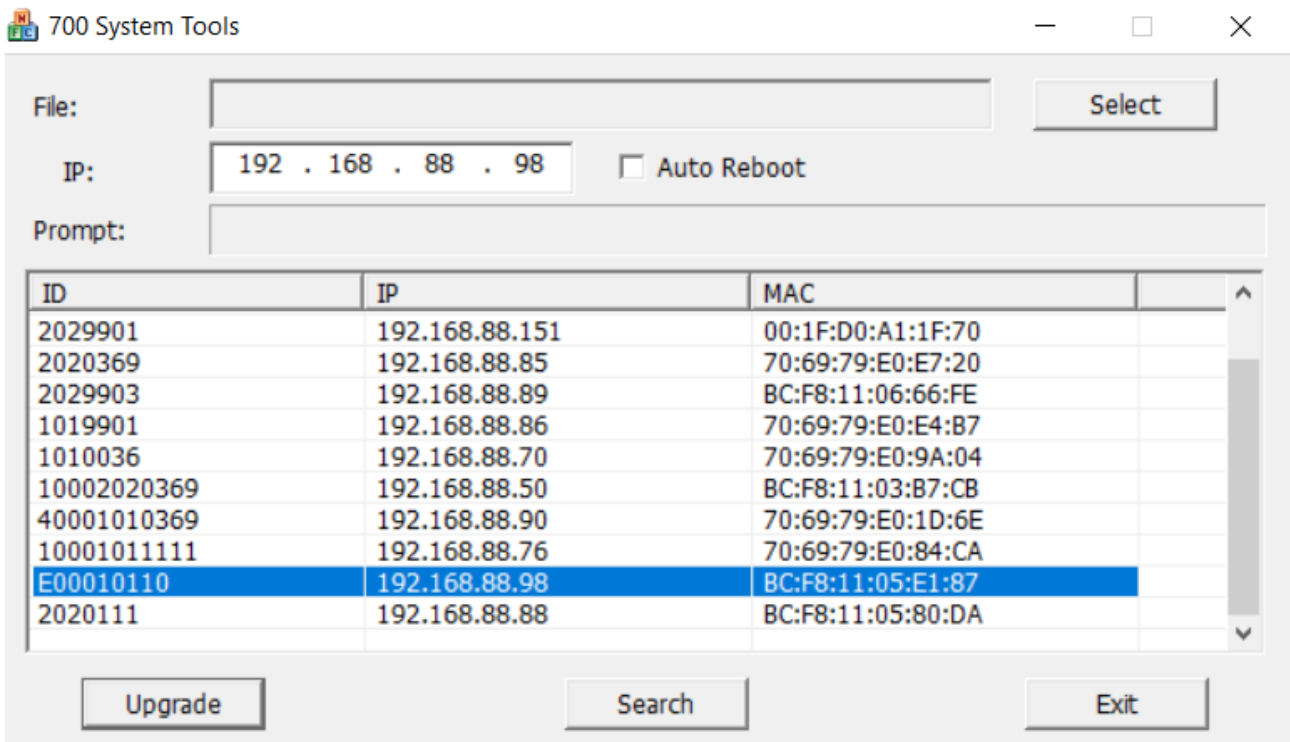 700 System Tools
File: Select
IP: 192 . 168 . 88 . 98 Auto Reboot
Prompt:
ID IP MAC
2029901 192.168.88.151 00:1F:D0:A1:1F:70
2020369 192.168.88.85 70:69:79:E0:E7:20
2029903 192.168.88.89 BC:F8:11:06:66:FE
1019901 192.168.88.86 70:69:79:E0:E4:B7
1010036 192.168.88.70 70:69:79:E0:9A:04
10002020369 192.168.88.50 BC:F8:11:03:B7:CB
40001010369 192.168.88.90 70:69:79:E0:1D:6E
10001011111 192.168.88.76 70:69:79:E0:84:CA
E00010110 192.168.88.98 BC:F8:11:05:E1:87
2020111 192.168.88.88 BC:F8:11:05:80:DA
Upgrade Search Exit